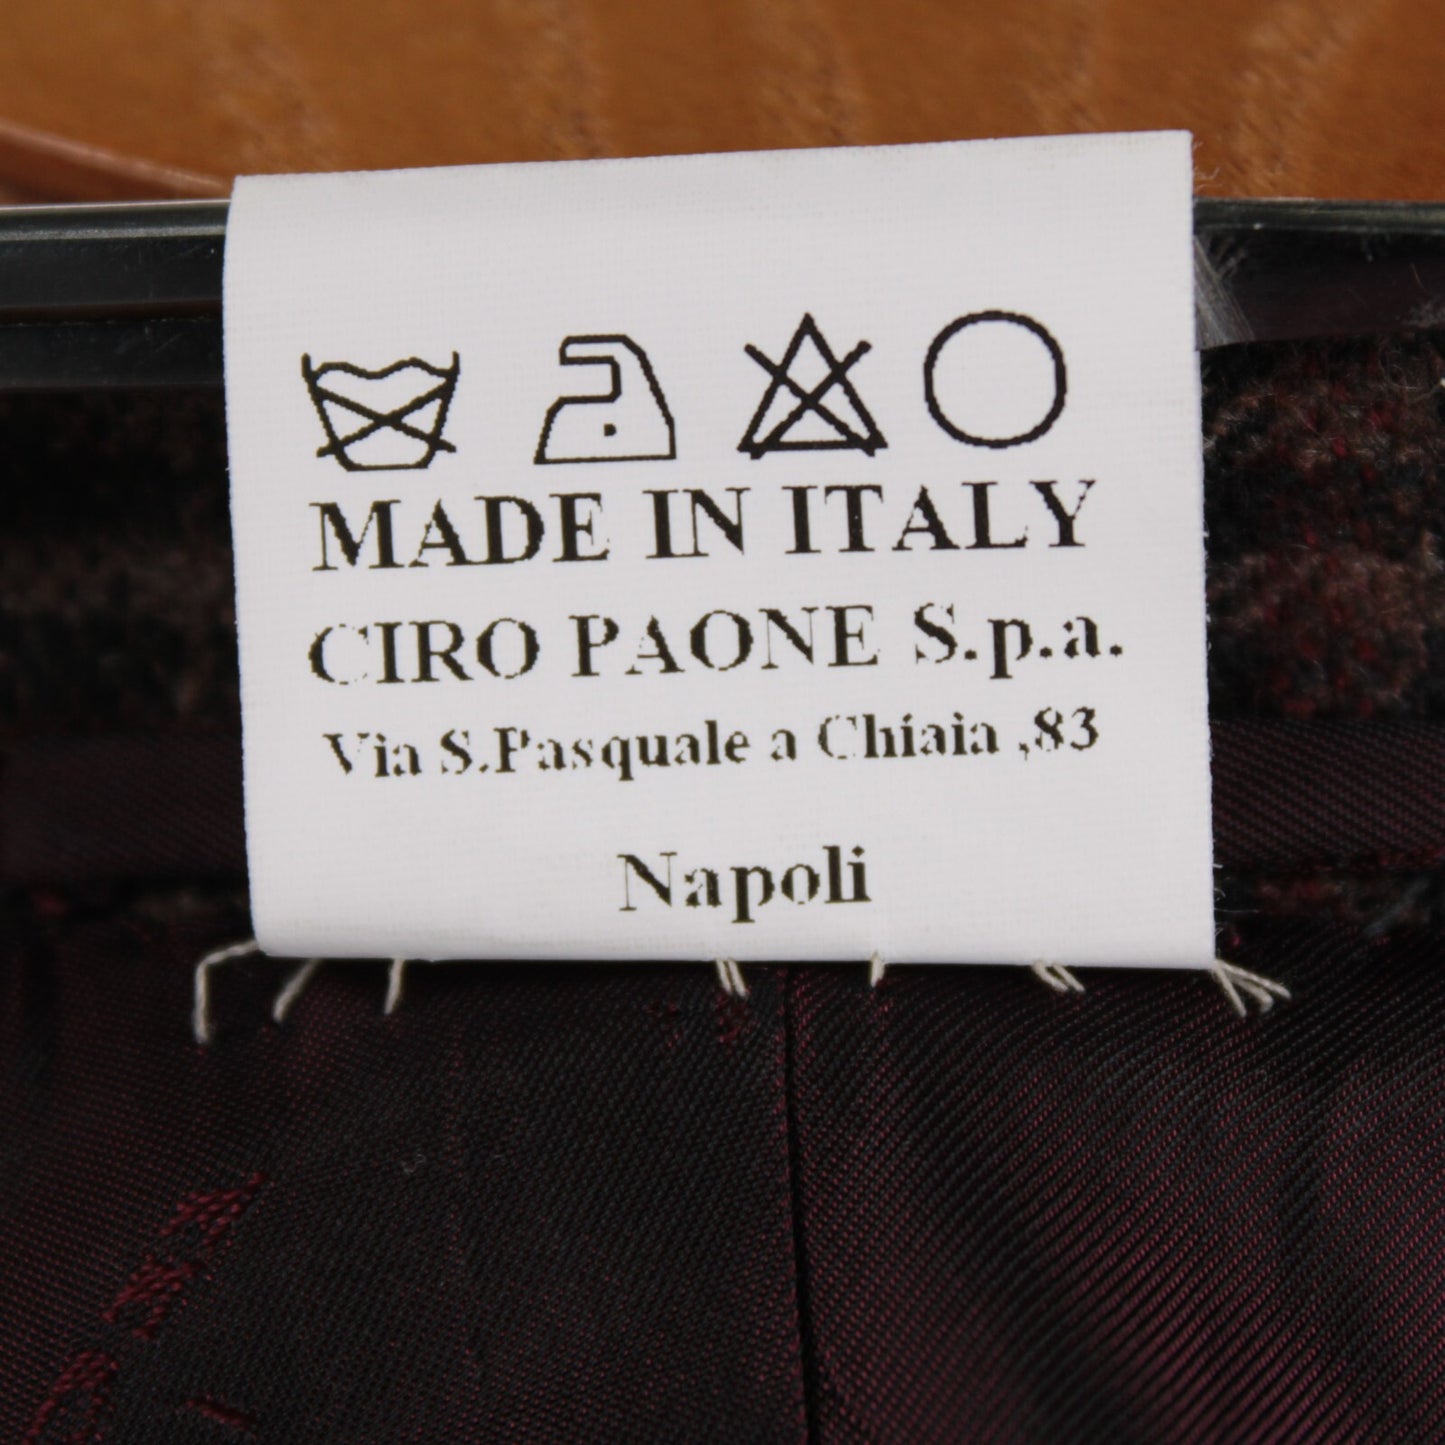 MADE IN ITALY
CIRO PAONE S.p.a.
Via S.Pasquale a Chiaia ,83
Napoli